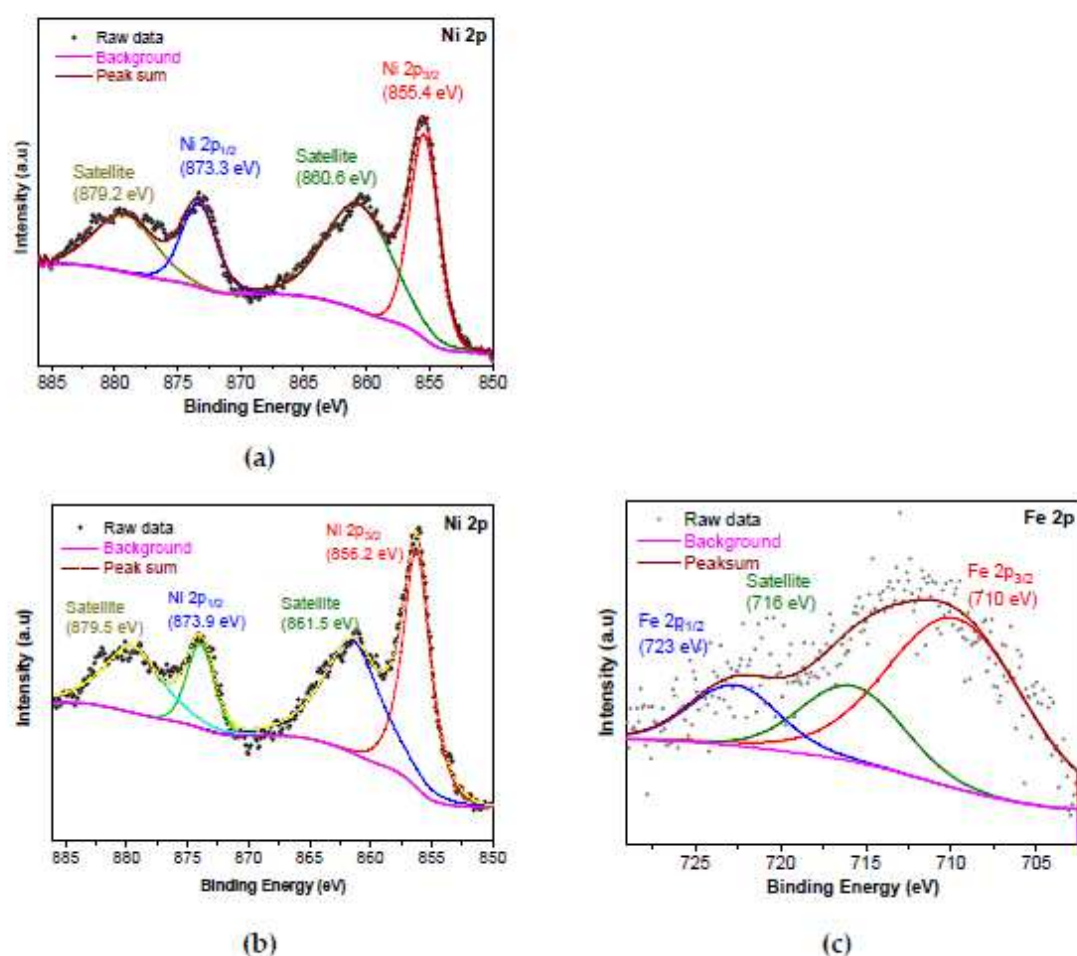 Raw data
Background
Peak sum
Ni 2p
Ni 2p3/2
(855.4 eV)
Ni 2p1/2
(873.3 eV)
Satellite
(860.6 eV)
Satellite
(879.2 eV)
Intensity (a.u)
885 880 875 870 865 860 855 850
Binding Energy (eV)
(a)
Raw data
Background
Peak sum
Ni 2p
Ni 2p3/2
(856.2 eV)
Ni 2p1/2
(873.9 eV)
Satellite
(861.5 eV)
Satellite
(879.5 eV)
Intensity (a.u)
885 880 875 870 865 860 855 850
Binding Energy (eV)
(b)
Raw data
Background
Peaksum
Fe 2p
Fe 2p3/2
(710 eV)
Satellite
(716 eV)
Fe 2p1/2
(723 eV)
Intensity (a.u)
725 720 715 710 705
Binding Energy (eV)
(c)